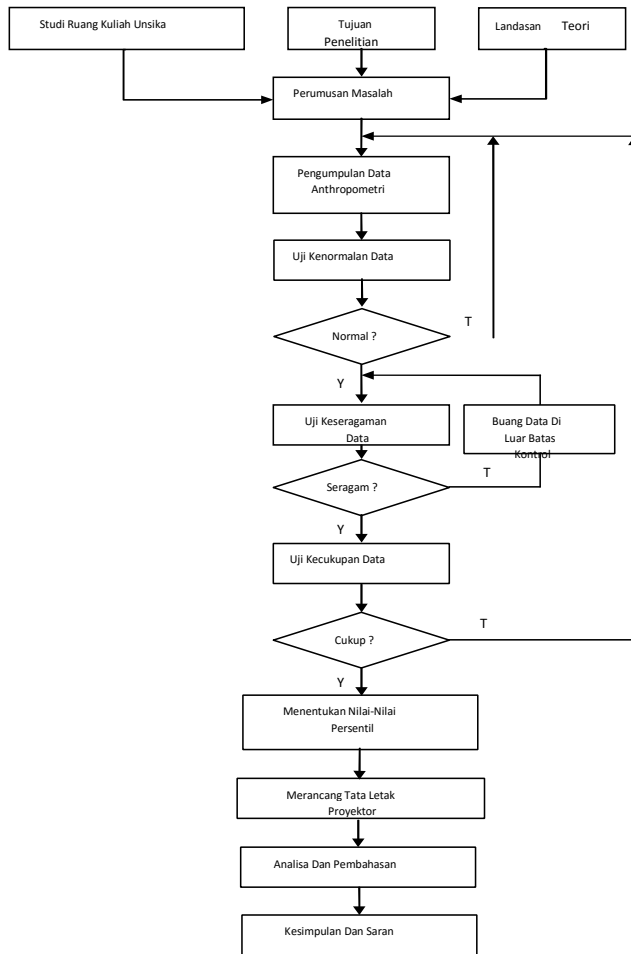 Studi Ruang Kuliah Unsika
Tujuan
Penelitian
Landasan Teori
Perumusan Masalah
Pengumpulan Data
Anthropometri
Uji Kenormalan Data
Normal ?
T
Y
Uji Keseragaman
Data
Buang Data Di
Luar Batas
Kontrol
Seragam ?
T
Y
Uji Kecukupan Data
Cukup ?
T
Y
Menentukan Nilai-Nilai
Persentil
Merancang Tata Letak
Proyektor
Analisa Dan Pembahasan
Kesimpulan Dan Saran